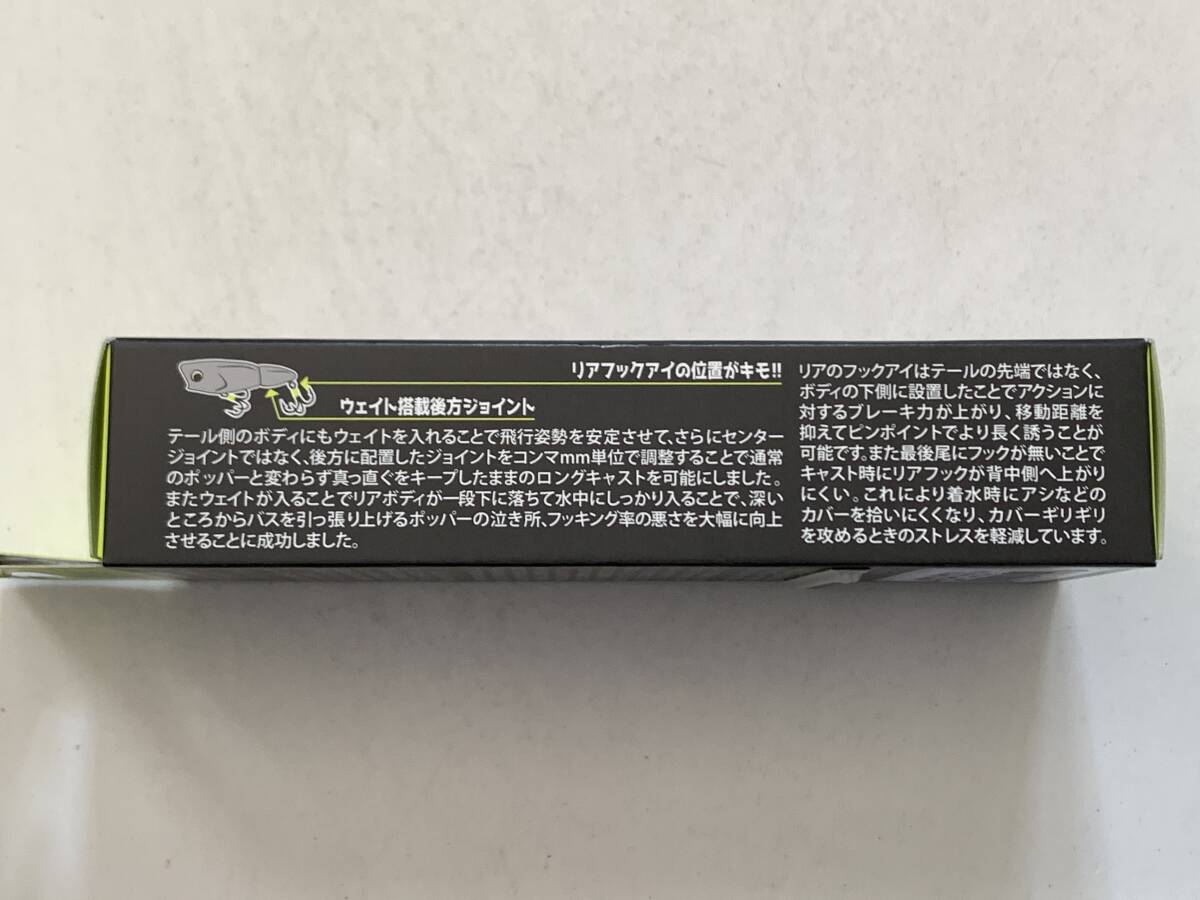 リアフックアイの位置がキモ!!
ウェイト搭載後方ジョイント
テール側のボディにもウェイトを入れることで飛行姿勢を安定させて、さらにセンター
ジョイントではなく、後方に配置したジョイントをコンマmm単位で調整することで通常
のポッパーと変わらず真っ直ぐをキープしたままのロングキャストを可能にしました。
またウェイトが入ることでリアボディが一段下に落ちて水中にしっかり入ることで、深い
ところからバスを引っ張り上げるポッパーの泣き所、フッキング率の悪さを大幅に向上
させることに成功しました。
リアのフックアイはテールの先端ではなく、
ボディの下側に設置したことでアクションに
対するブレーキ力が上がり、移動距離を
抑えてピンポイントでより長く誘うことが
可能です。また最後尾にフックが無いことで
キャスト時にリアフックが背中側へ上がり
にくい。これにより着水時にアシなどの
カバーを拾いにくくなり、カバーギリギリ
を攻めるときのストレスを軽減しています。